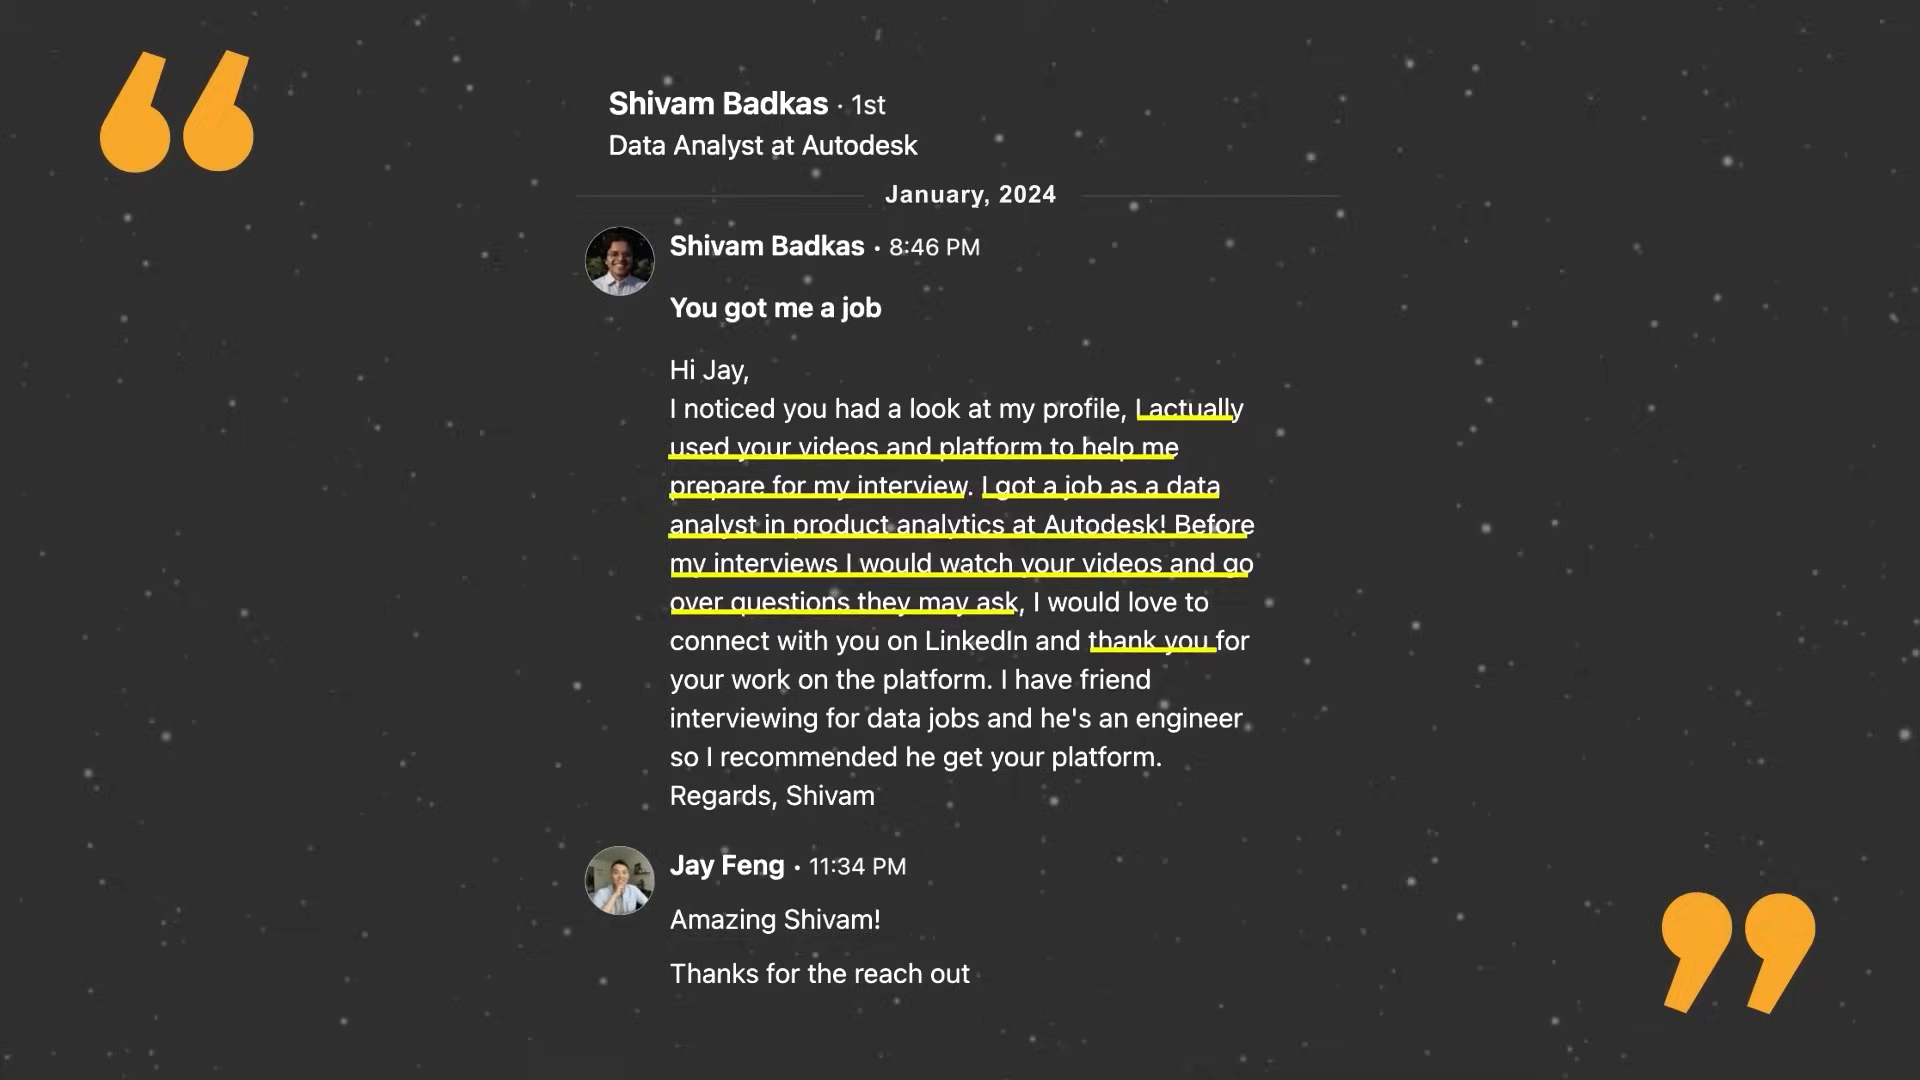 Shivam Badkas · 1st
Data Analyst at Autodesk
January, 2024
Shivam Badkas • 8:46 PM
You got me a job
Hi Jay,
I noticed you had a look at my profile, I actually
used your videos and platform to help me
prepare for my interview. I got a job as a data
analyst in product analytics at Autodesk! Before
my interviews I would watch your videos and go
over questions they may ask, I would love to
connect with you on LinkedIn and thank you for
your work on the platform. I have friend
interviewing for data jobs and he's an engineer
so I recommended he get your platform.
Regards, Shivam
Jay Feng • 11:34 PM
Amazing Shivam!
Thanks for the reach out